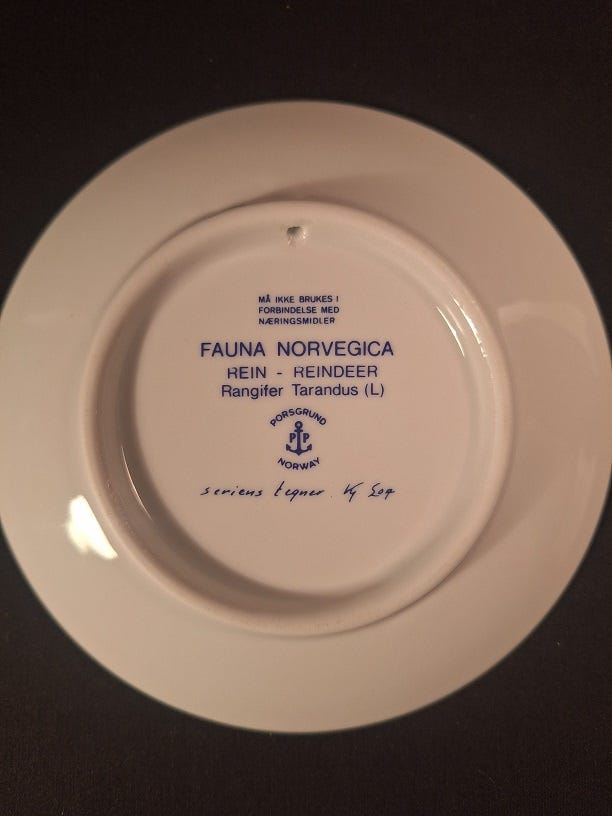 MÅ IKKE BRUKES I
FORBINDELSE MED
NÆRINGSMIDLER
FAUNA NORVEGICA
REIN - REINDEER
Rangifer Tarandus (L)
PORSGRUND
P P
NORWAY
seriens tegner.